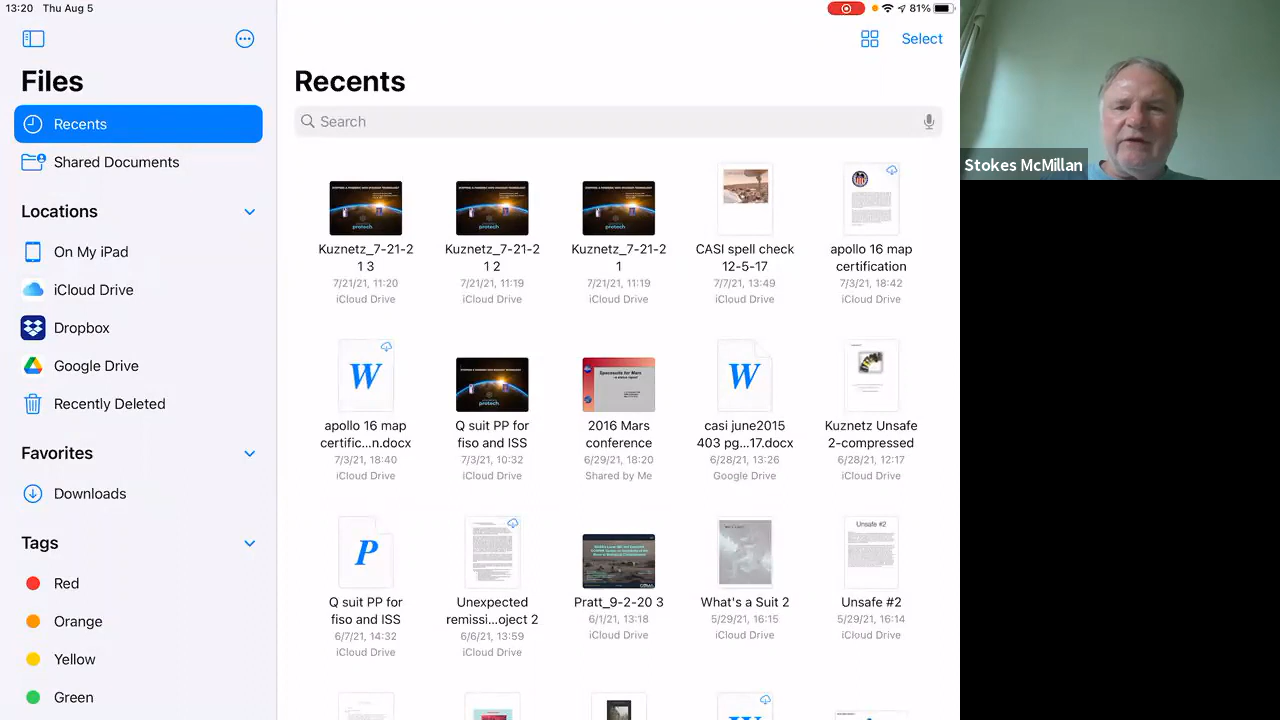 13:20 Thu Aug 5
81%
Files
Select
Recents
Search
Recents
Shared Documents
Locations
On My iPad
iCloud Drive
Dropbox
Google Drive
Recently Deleted
Favorites
Downloads
Tags
Red
Orange
Yellow
Green
Kuznetz_7-21-2
1 3
7/21/21, 11:20
iCloud Drive
Kuznetz_7-21-2
1 2
7/21/21, 11:19
iCloud Drive
Kuznetz_7-21-2
1
7/21/21, 11:19
iCloud Drive
CASI spell check
12-5-17
7/7/21, 13:49
iCloud Drive
apollo 16 map
certification
7/3/21, 18:42
iCloud Drive
W
apollo 16 map
certific...n.docx
7/3/21, 18:40
iCloud Drive
protech
Q suit PP for
fiso and ISS
7/3/21, 10:32
iCloud Drive
Spacesuits for Mars
2016 Mars
conference
6/29/21, 18:20
Shared by Me
W
casi june2015
403 pg...17.docx
6/28/21, 13:26
Google Drive
Kuznetz Unsafe
2-compressed
6/28/21, 12:17
iCloud Drive
P
Q suit PP for
fiso and ISS
6/7/21, 14:32
iCloud Drive
Unexpected
remissi...oject 2
6/6/21, 13:59
iCloud Drive
Pratt_9-2-20 3
6/1/21, 13:18
iCloud Drive
What's a Suit 2
5/29/21, 16:15
iCloud Drive
Unsafe #2
Unsafe #2
5/29/21, 16:14
iCloud Drive
W
Stokes McMillan